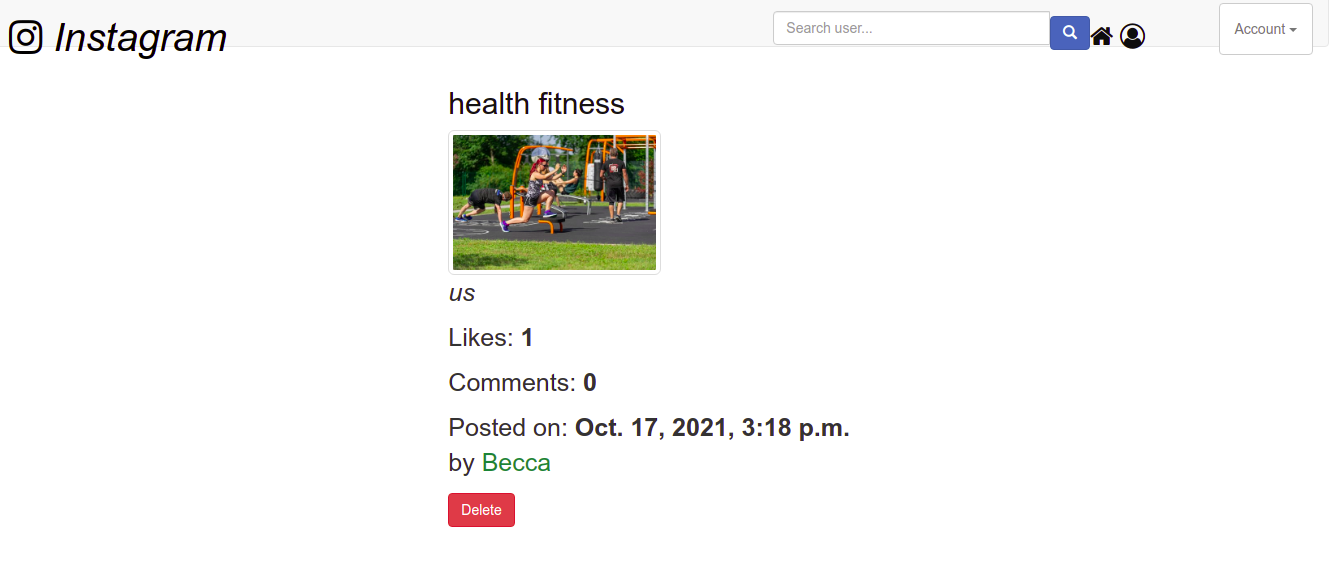 Instagram
Search user...
Account
health fitness
us
Likes: 1
Comments: 0
Posted on: Oct. 17, 2021, 3:18 p.m.
by Becca
Delete